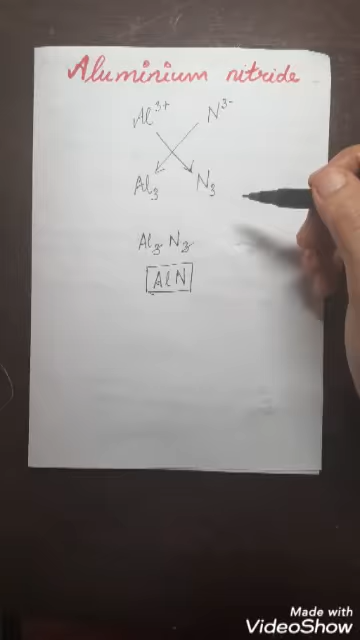 Aluminium nitride
Al³⁺ N³⁻
Al₃ N₃
Al₃ N₃
AlN
Made with
VideoShow